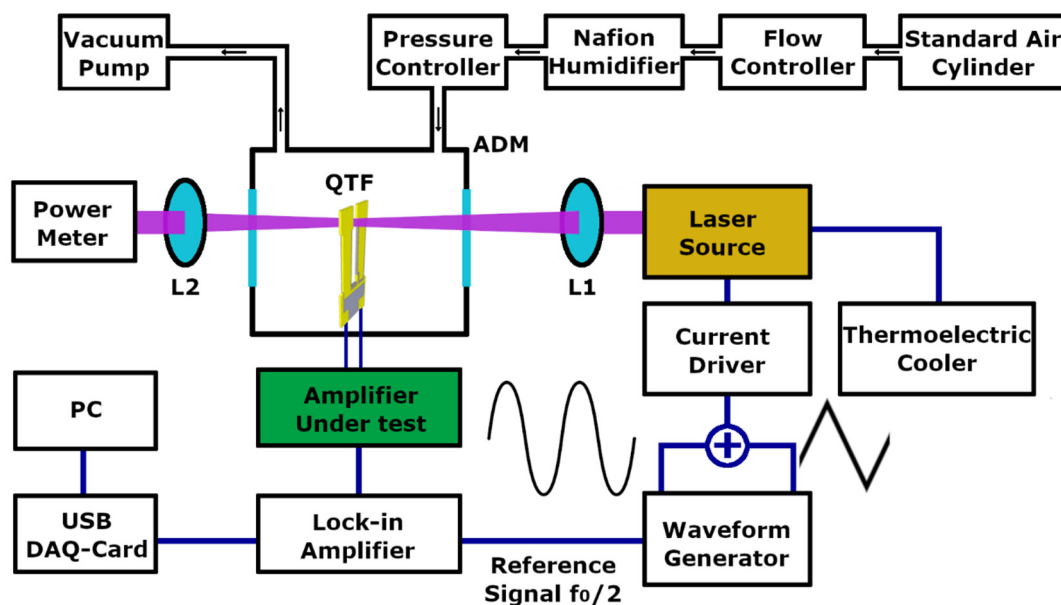 Vacuum
Pump
Pressure
Controller
Nafion
Humidifier
Flow
Controller
Standard Air
Cylinder
ADM
QTF
Power
Meter
L2
L1
Laser
Source
Current
Driver
Thermoelectric
Cooler
PC
Amplifier
Under test
USB
DAQ-Card
Lock-in
Amplifier
Reference
Signal f0/2
Waveform
Generator